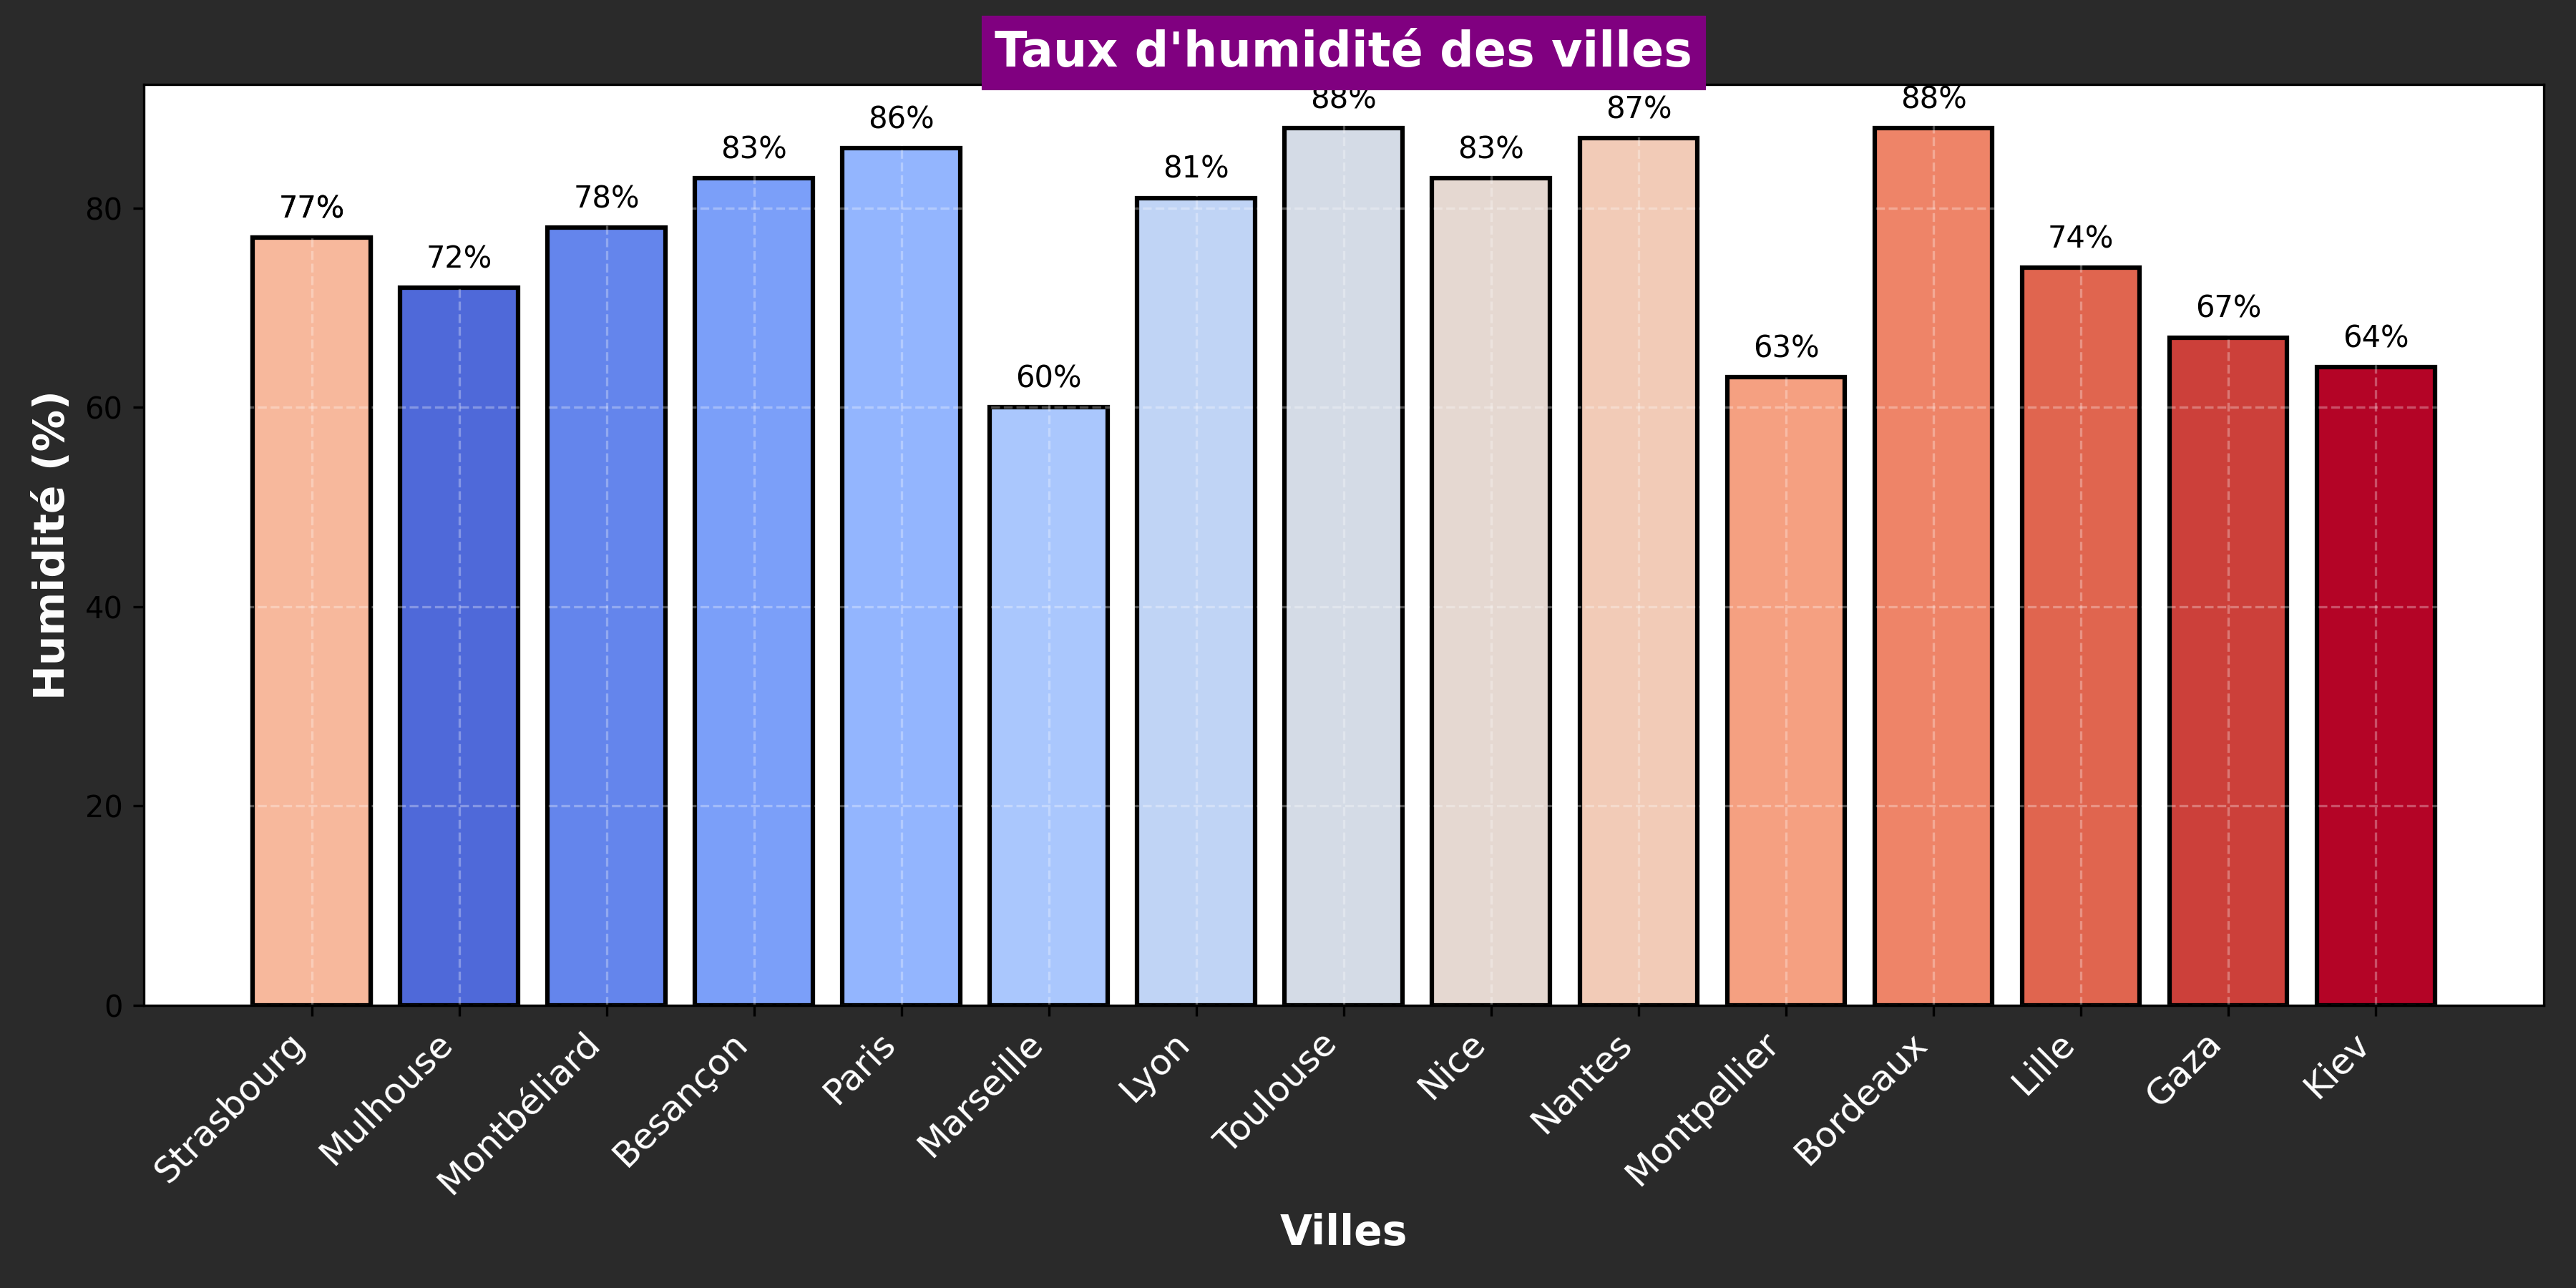 Taux d'humidité des villes
Humidité (%)
80
60
40
20
0
77%
72%
78%
83%
86%
60%
81%
88%
83%
87%
63%
88%
74%
67%
64%
Strasbourg
Mulhouse
Montbéliard
Besançon
Paris
Marseille
Lyon
Toulouse
Nice
Nantes
Montpellier
Bordeaux
Lille
Gaza
Kiev
Villes